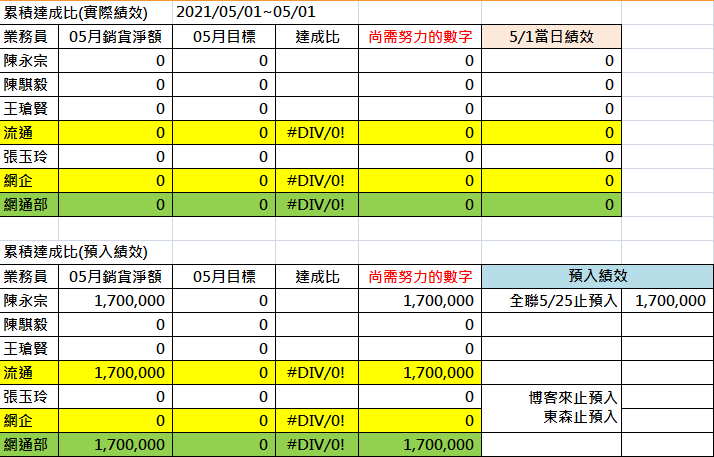 累積達成比(實際績效) 2021/05/01~05/01
業務員 05月銷貨淨額 05月目標 達成比 尚需努力的數字 5/1當日績效
陳永宗 0 0 0 0
陳騏毅 0 0 0 0
王瑲賢 0 0 0 0
流通 0 0 #DIV/0! 0 0
張玉玲 0 0 0 0
網企 0 0 #DIV/0! 0 0
網通部 0 0 #DIV/0! 0 0
累積達成比(預入績效)
業務員 05月銷貨淨額 05月目標 達成比 尚需努力的數字 預入績效
陳永宗 1,700,000 0 1,700,000 全聯5/25止預入 1,700,000
陳騏毅 0 0 0
王瑲賢 0 0 0
流通 1,700,000 0 #DIV/0! 1,700,000
張玉玲 0 0 0 博客來止預入
網企 0 0 #DIV/0! 0 東森止預入
網通部 1,700,000 0 #DIV/0! 1,700,000